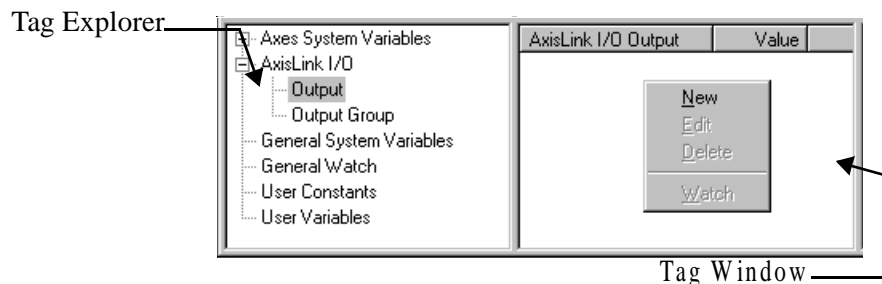 Tag Explorer
Axes System Variables
AxisLink I/O
Output
Output Group
General System Variables
General Watch
User Constants
User Variables
AxisLink I/O Output Value
New
Edit
Delete
Watch
Tag Window